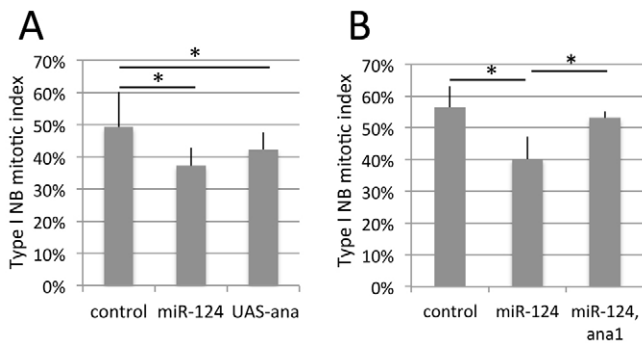 A
Type I NB mitotic index
70%
60%
50%
40%
30%
20%
10%
0%
*
*
control miR-124 UAS-ana
B
Type I NB mitotic index
70%
60%
50%
40%
30%
20%
10%
0%
* *
control miR-124 miR-124,
ana1